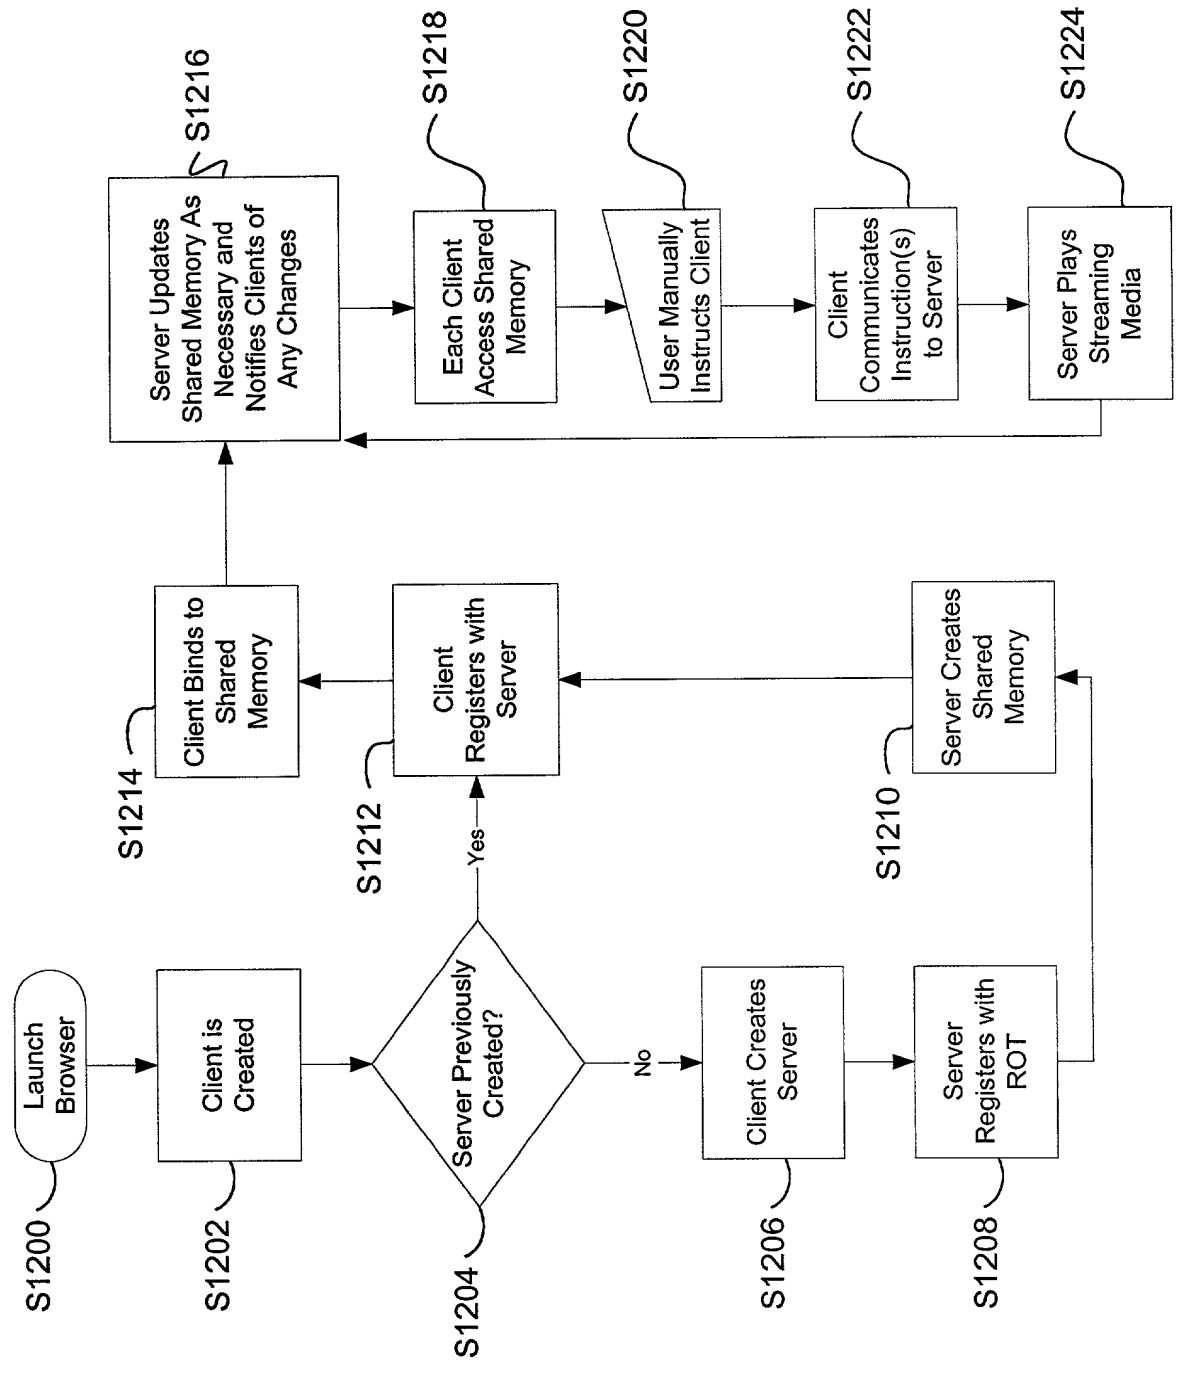 S1200
Launch
Browser
S1202
Client is
Created
S1204
Server Previously
Created?
Yes
No
S1206
Client Creates
Server
S1208
Server
Registers with
ROT
S1210
Server Creates
Shared
Memory
S1212
Client
Registers with
Server
S1214
Client Binds to
Shared
Memory
S1216
Server Updates
Shared Memory As
Necessary and
Notifies Clients of
Any Changes
S1218
Each Client
Access Shared
Memory
S1220
User Manually
Instructs Client
S1222
Client
Communicates
Instruction(s)
to Server
S1224
Server Plays
Streaming
Media